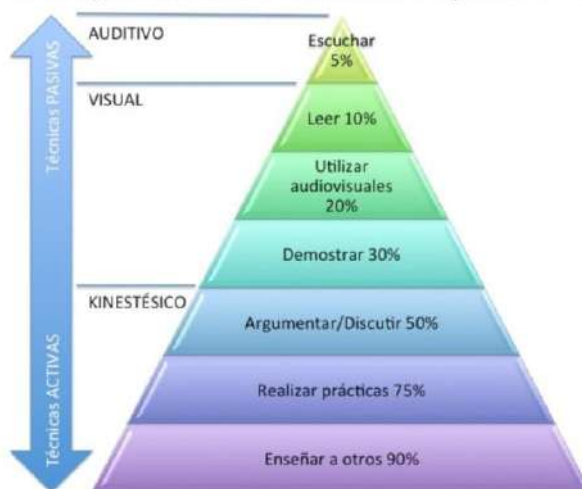 AUDITIVO
VISUAL
KINESTÉSICO
Técnicas PASIVAS
Técnicas ACTIVAS
Escuchar
5%
Leer 10%
Utilizar
audiovisuales
20%
Demostrar 30%
Argumentar/Discutir 50%
Realizar prácticas 75%
Enseñar a otros 90%